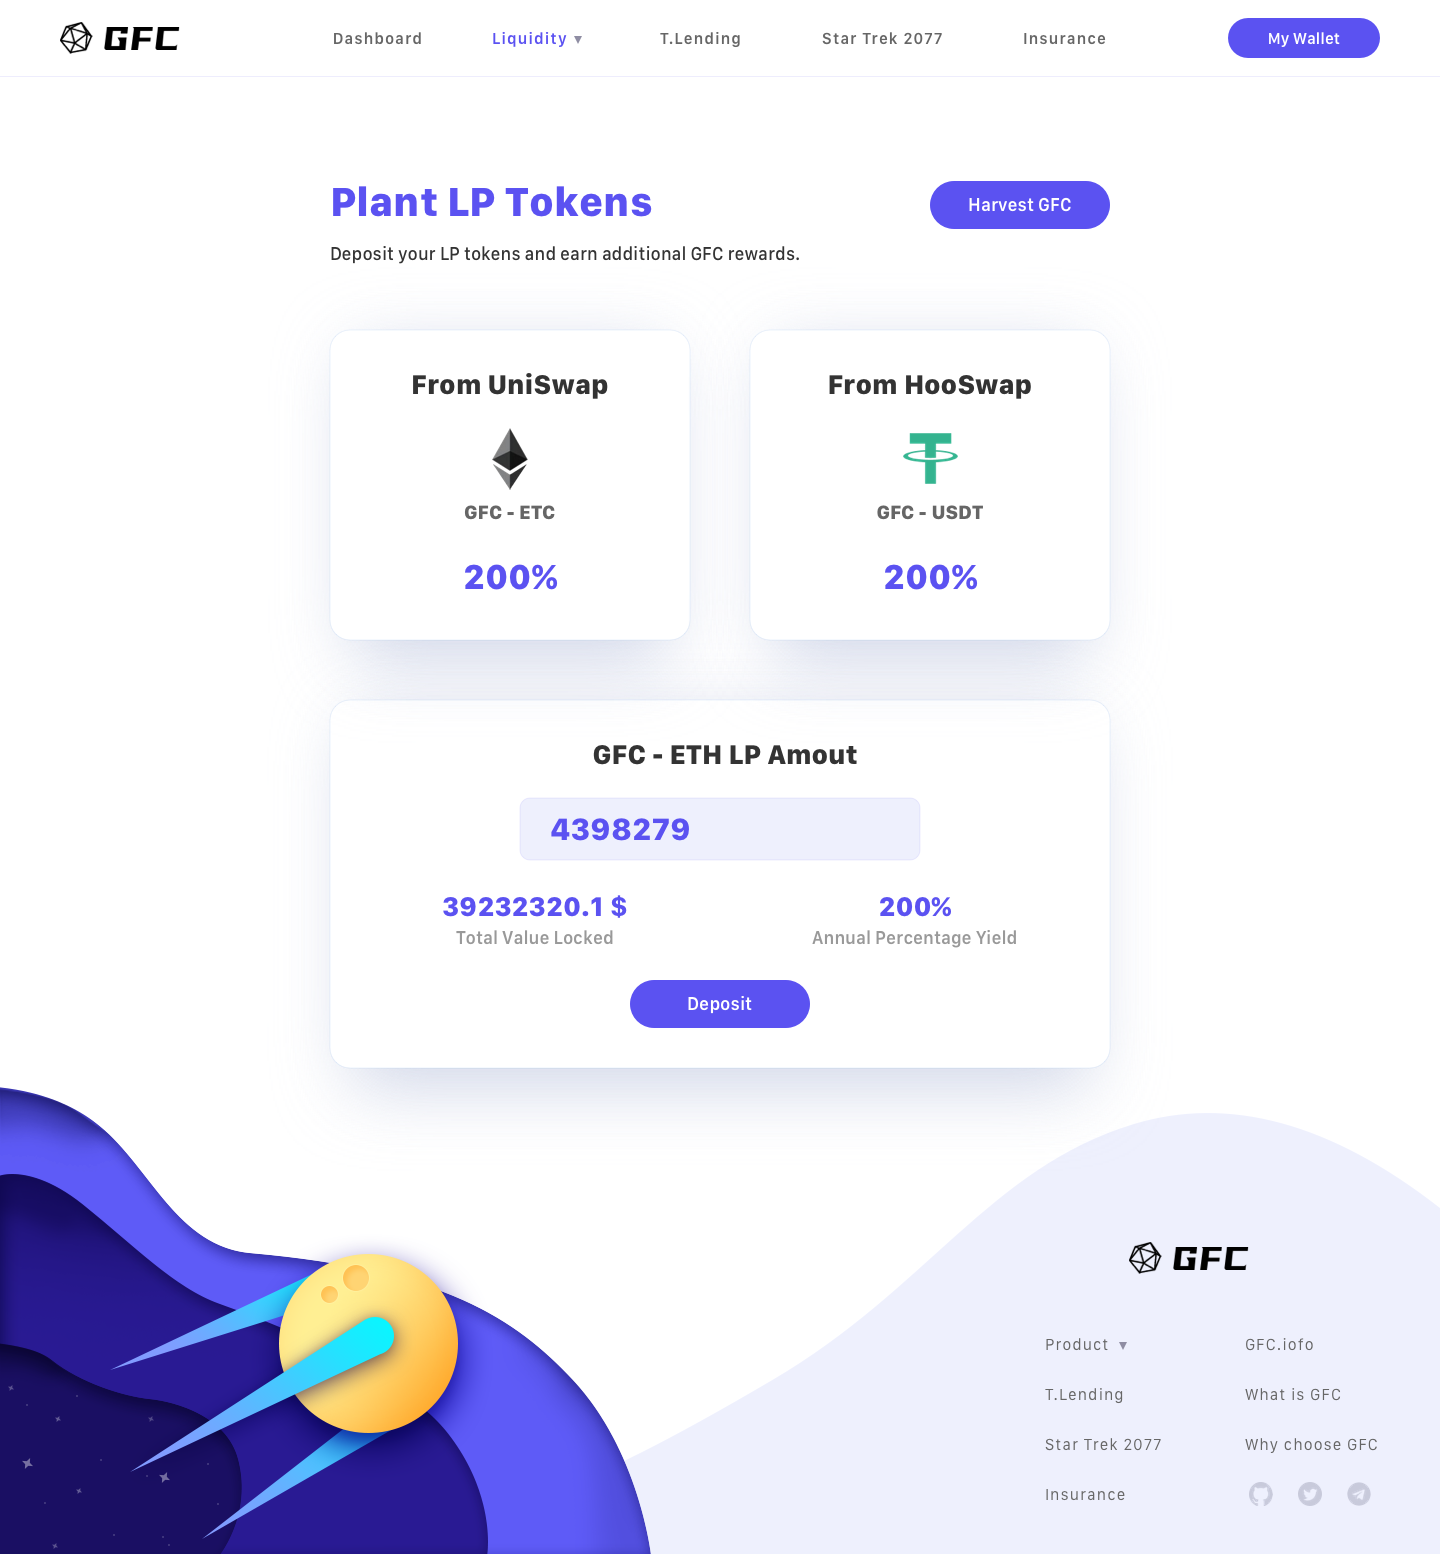 GFC
Dashboard
Liquidity ▼
T.Lending
Star Trek 2077
Insurance
My Wallet
Plant LP Tokens
Harvest GFC
Deposit your LP tokens and earn additional GFC rewards.
From UniSwap
GFC - ETC
200%
From HooSwap
GFC - USDT
200%
GFC - ETH LP Amout
4398279
39232320.1 $
Total Value Locked
200%
Annual Percentage Yield
Deposit
GFC
Product ▼
T.Lending
Star Trek 2077
Insurance
GFC.iofo
What is GFC
Why choose GFC